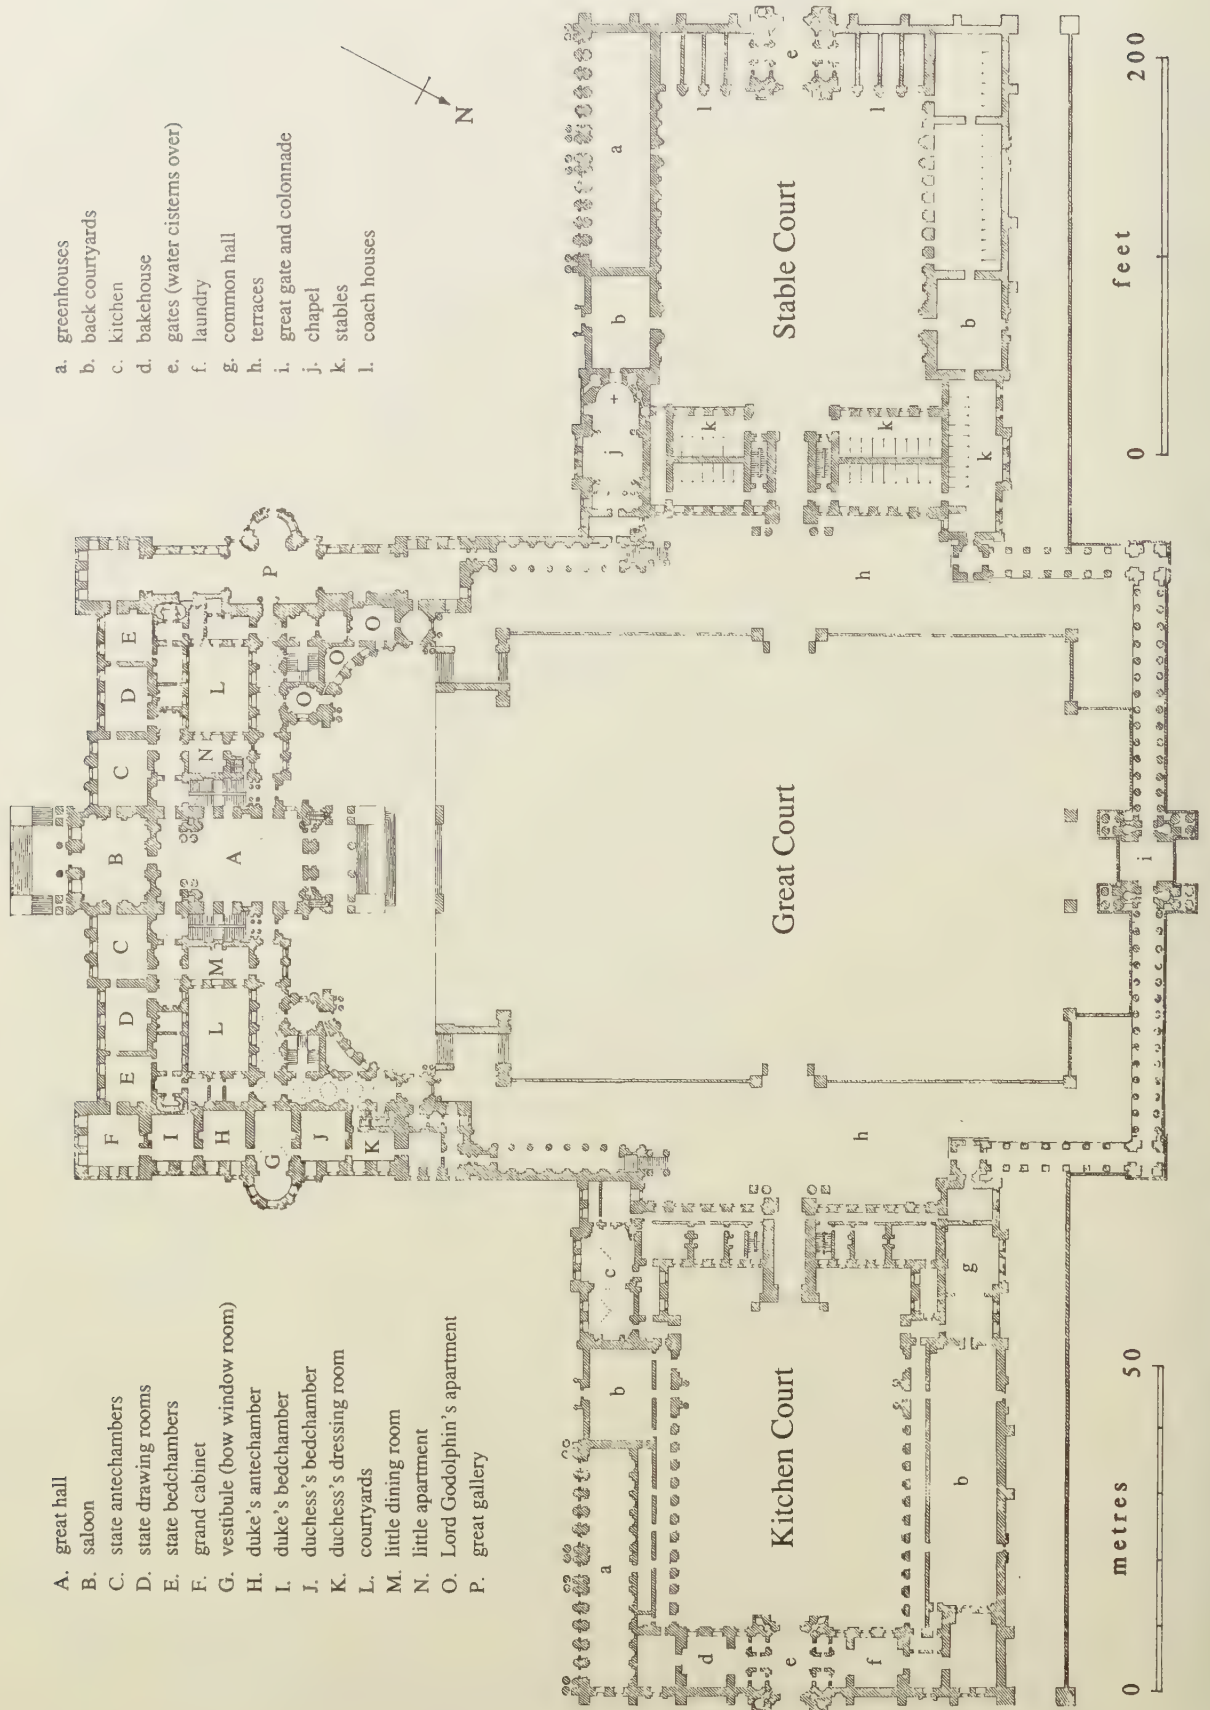 A. great hall
B. saloon
C. state antechambers
D. state drawing rooms
E. state bedchambers
F. grand cabinet
G. vestibule (bow window room)
H. duke's antechamber
I. duke's bedchamber
J. duchess's bedchamber
K. duchess's dressing room
L. courtyards
M. little dining room
N. little apartment
O. Lord Godolphin's apartment
P. great gallery
a. greenhouses
b. back courtyards
c. kitchen
d. bakehouse
e. gates (water cisterns over)
f. laundry
g. common hall
h. terraces
i. great gate and colonnade
j. chapel
k. stables
l. coach houses
N
B
F E D C C D E
I
H L M A N L
G P
J O O O
K
a b c j b a
h h
d k l
e Kitchen Court Great Court Stable Court e
f k l
g k b
b
i
0 metres 50
0 feet 200